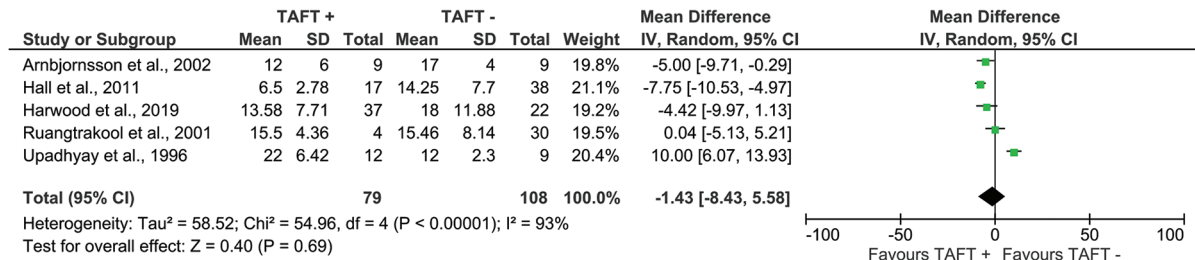 TAFT + TAFT - Mean Difference Mean Difference
Study or Subgroup Mean SD Total Mean SD Total Weight IV, Random, 95% CI IV, Random, 95% CI
Arnbjornsson et al., 2002 12 6 9 17 4 9 19.8% -5.00 [-9.71, -0.29]
Hall et al., 2011 6.5 2.78 17 14.25 7.7 38 21.1% -7.75 [-10.53, -4.97]
Harwood et al., 2019 13.58 7.71 37 18 11.88 22 19.2% -4.42 [-9.97, 1.13]
Ruangtrakool et al., 2001 15.5 4.36 4 15.46 8.14 30 19.5% 0.04 [-5.13, 5.21]
Upadhyay et al., 1996 22 6.42 12 12 2.3 9 20.4% 10.00 [6.07, 13.93]
Total (95% CI) 79 108 100.0% -1.43 [-8.43, 5.58]
Heterogeneity: Tau² = 58.52; Chi² = 54.96, df = 4 (P < 0.00001); I² = 93%
Test for overall effect: Z = 0.40 (P = 0.69)
-100 -50 0 50 100
Favours TAFT + Favours TAFT -